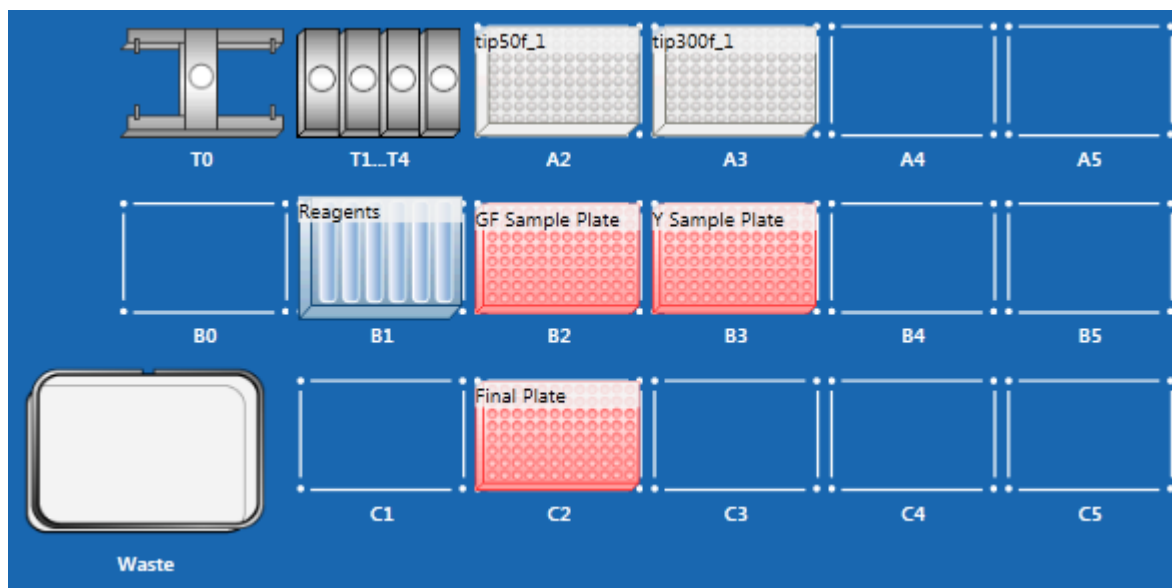 tip50f_1
tip300f_1
T0
T1...T4
A2
A3
A4
A5
Reagents
GF Sample Plate
Y Sample Plate
B0
B1
B2
B3
B4
B5
Final Plate
C1
C2
C3
C4
C5
Waste